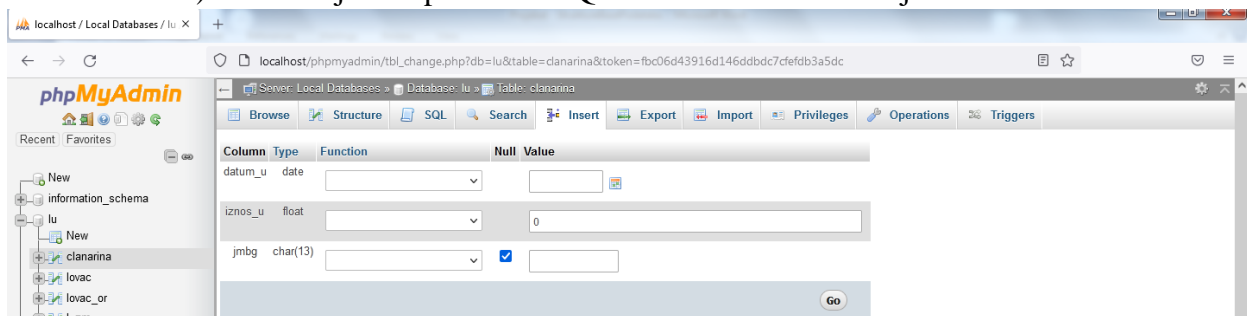 localhost / Local Databases / lu
localhost/phpmyadmin/tbl_change.php?db=lu&table=clanarina&token=fbc06d43916d146ddbdc7cfefdb3a5dc
phpMyAdmin
Recent Favorites
New
information_schema
lu
New
clanarina
lovac
lovac_or
Server: Local Databases » Database: lu » Table: clanarina
Browse Structure SQL Search Insert Export Import Privileges Operations Triggers
Column Type Function Null Value
datum_u date
iznos_u float 0
jmbg char(13)
Go